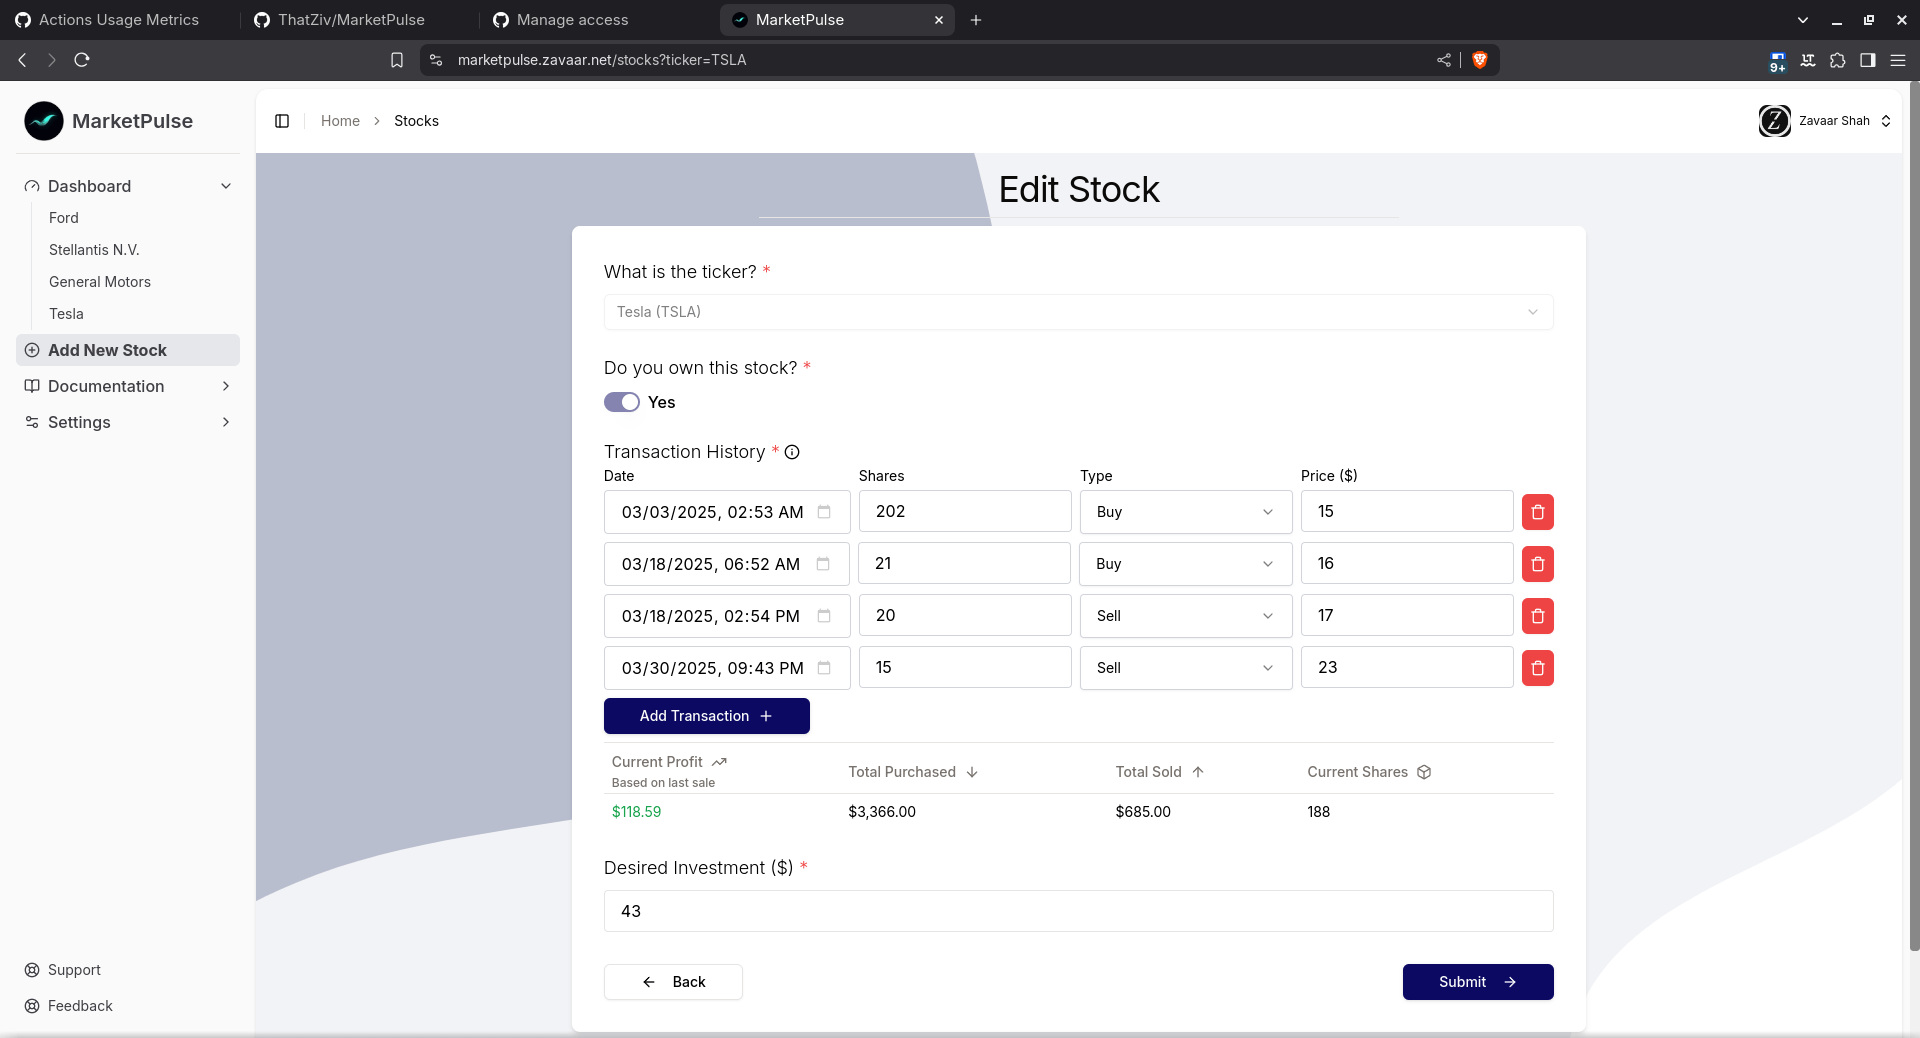 Actions Usage Metrics
ThatZiv/MarketPulse
Manage access
MarketPulse
marketpulse.zavaar.net/stocks?ticker=TSLA
9+
MarketPulse
Home
Stocks
Zavaar Shah
Dashboard
Ford
Stellantis N.V.
General Motors
Tesla
Add New Stock
Documentation
Settings
Support
Feedback
Edit Stock
What is the ticker? *
Tesla (TSLA)
Do you own this stock? *
Yes
Transaction History *
Date Shares Type Price ($)
03/03/2025, 02:53 AM 202 Buy 15
03/18/2025, 06:52 AM 21 Buy 16
03/18/2025, 02:54 PM 20 Sell 17
03/30/2025, 09:43 PM 15 Sell 23
Add Transaction
Current Profit Total Purchased Total Sold Current Shares
Based on last sale
$118.59 $3,366.00 $685.00 188
Desired Investment ($) *
43
Back
Submit